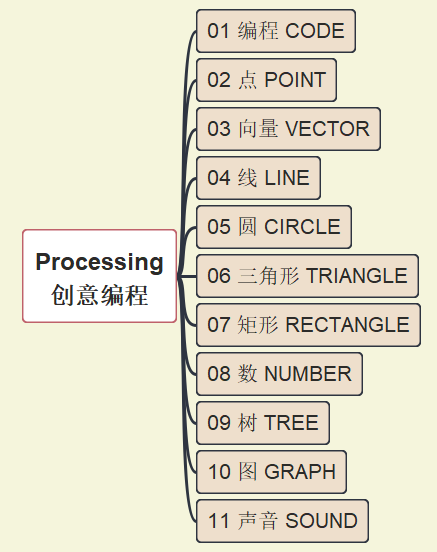 Processing
创意编程
01 编程 CODE
02 点 POINT
03 向量 VECTOR
04 线 LINE
05 圆 CIRCLE
06 三角形 TRIANGLE
07 矩形 RECTANGLE
08 数 NUMBER
09 树 TREE
10 图 GRAPH
11 声音 SOUND